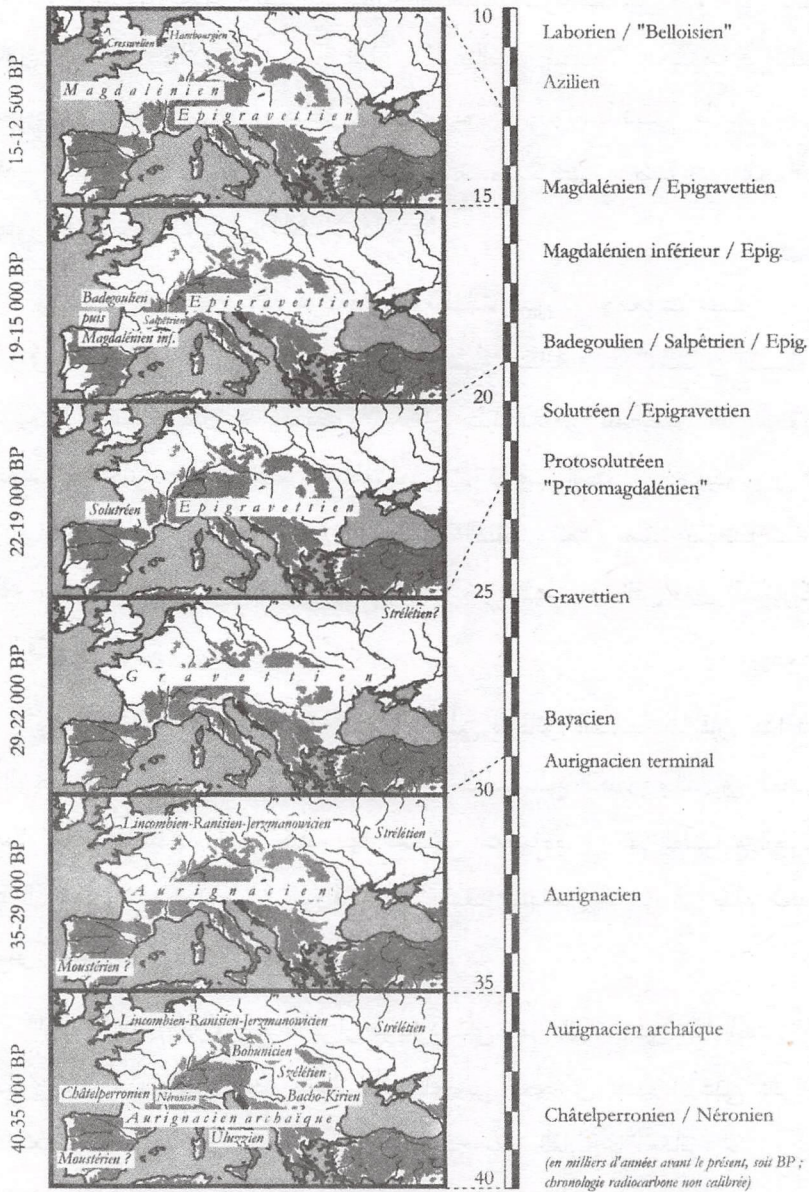 15-12 500 BP
Cresswellien
Hambourgien
Magdalénien
Epigravettien
19-15 000 BP
Badegoulien
puis
Magdalénien inf.
Salpêtrien
Epigravettien
22-19 000 BP
Solutréen
Epigravettien
29-22 000 BP
Strélétien?
Gravettien
35-29 000 BP
Lincombien-Ranisien-Jerzmanowicien
Strélétien
Aurignacien
Moustérien ?
40-35 000 BP
Lincombien-Ranisien-Jerzmanowicien
Strélétien
Bohunicien
Szélétien
Châtelperronien
Néronien
Bacho-Kirien
Aurignacien archaïque
Uluzzien
Moustérien ?
10
15
20
25
30
35
40
Laborien / "Belloisien"
Azilien
Magdalénien / Epigravettien
Magdalénien inférieur / Epig.
Badegoulien / Salpêtrien / Epig.
Solutréen / Epigravettien
Protosolutréen
"Protomagdalénien"
Gravettien
Bayacien
Aurignacien terminal
Aurignacien
Aurignacien archaïque
Châtelperronien / Néronien
(en milliers d'années avant le présent, soit BP ;
chronologie radiocarbone non calibrée)